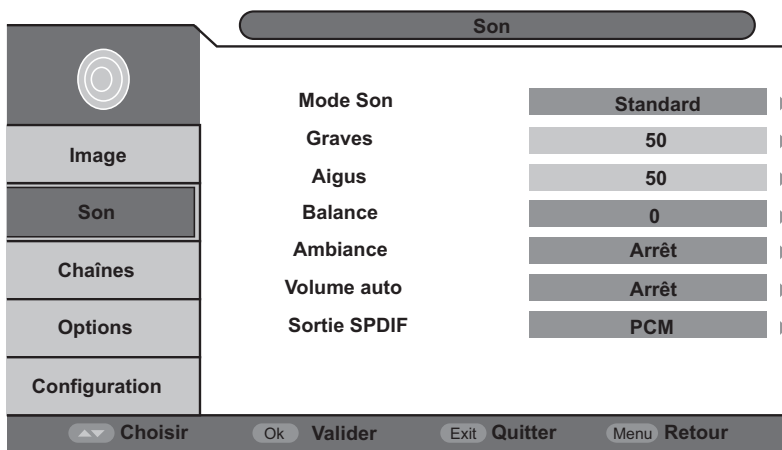 Son
Mode Son Standard
Graves 50
Aigus 50
Balance 0
Ambiance Arrêt
Volume auto Arrêt
Sortie SPDIF PCM
Image
Son
Chaînes
Options
Configuration
Choisir Ok Valider Exit Quitter Menu Retour